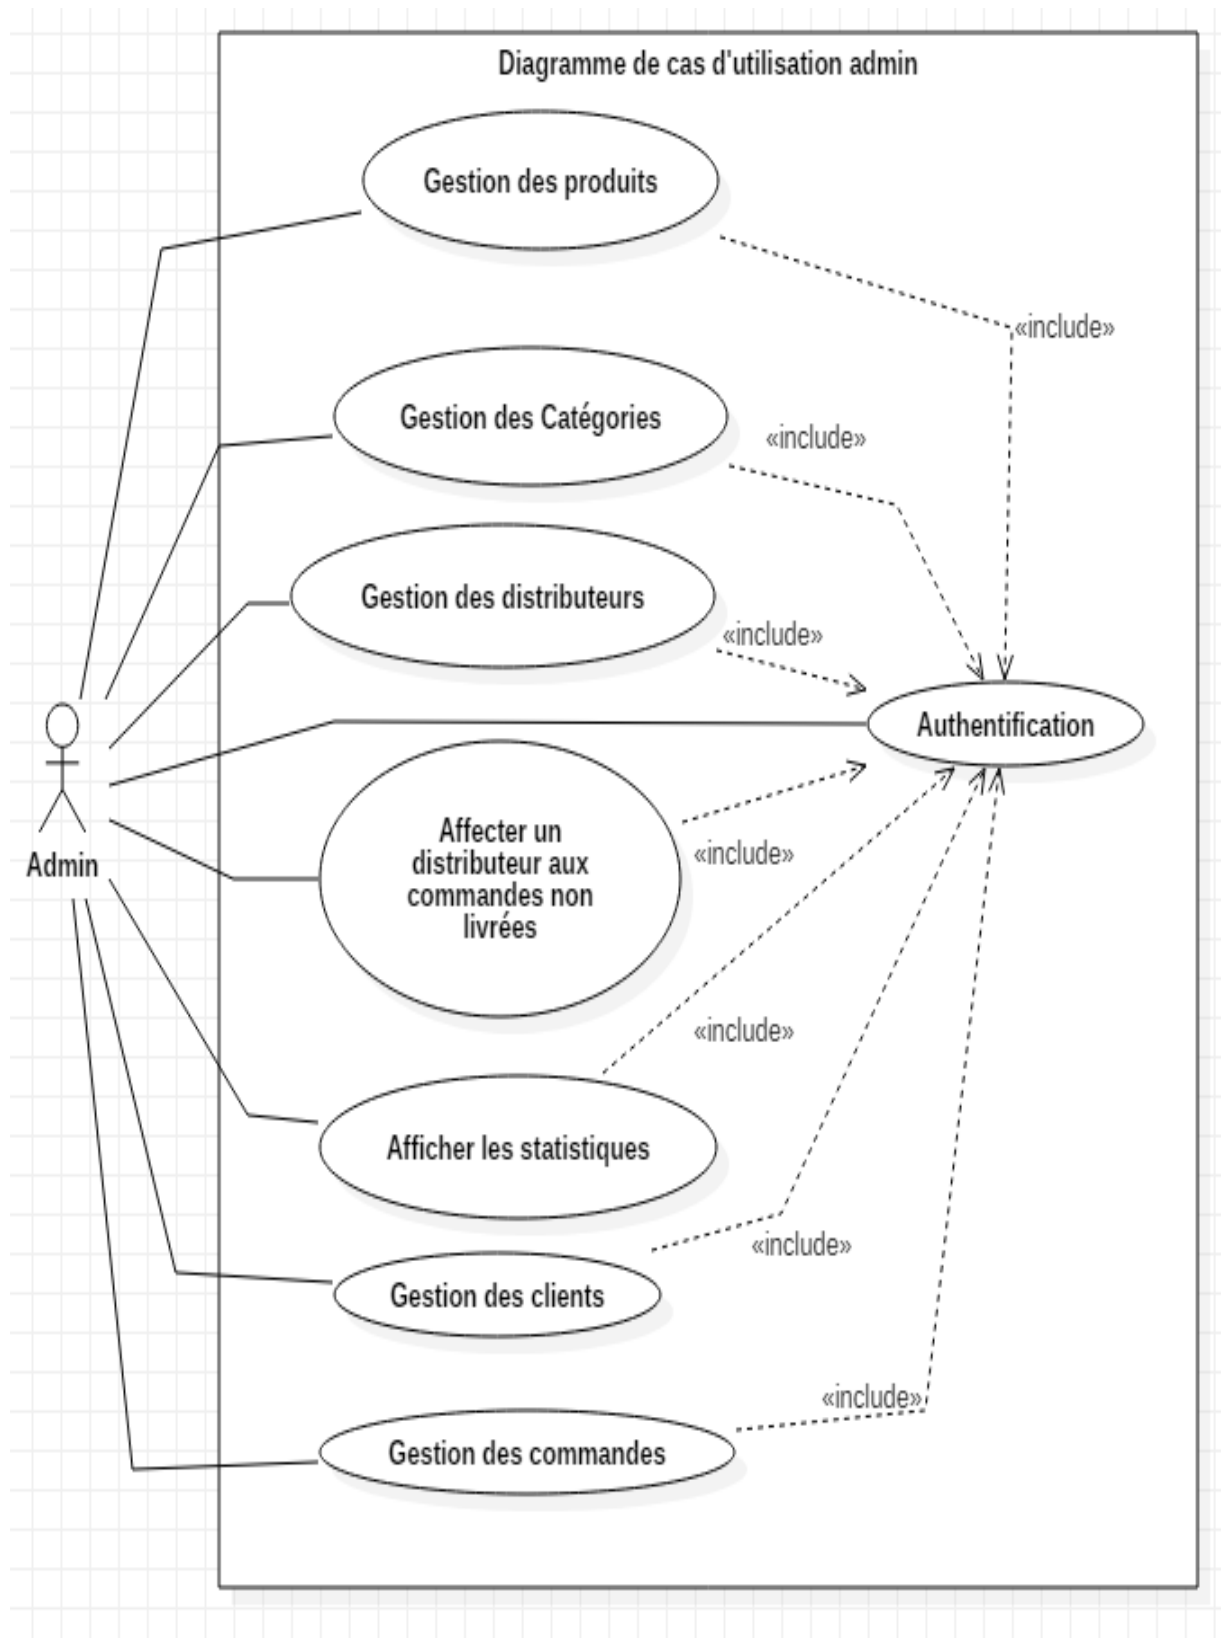 Diagramme de cas d'utilisation admin
Gestion des produits
«include»
Gestion des Catégories
«include»
Gestion des distributeurs
«include»
Authentification
Admin
Affecter un
distributeur aux
commandes non
livrées
«include»
«include»
Afficher les statistiques
«include»
Gestion des clients
«include»
Gestion des commandes